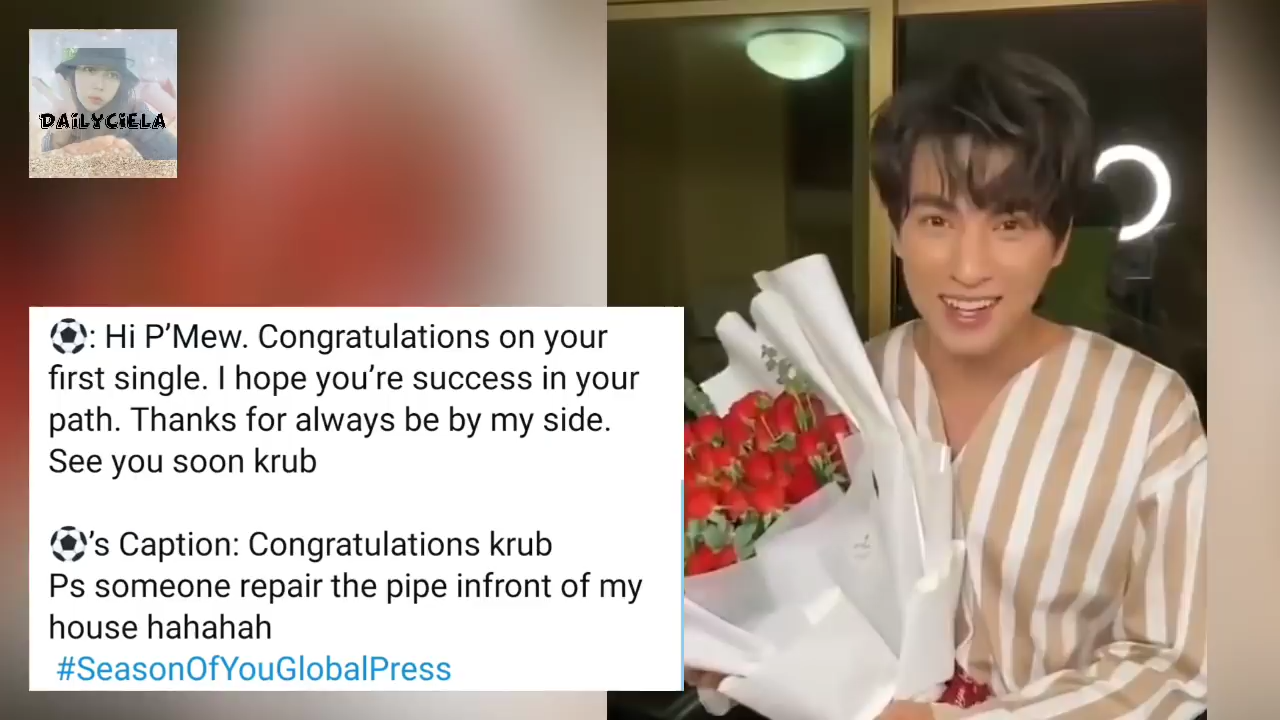 DAiLYCiELA
⚽: Hi P’Mew. Congratulations on your
first single. I hope you’re success in your
path. Thanks for always be by my side.
See you soon krub
⚽’s Caption: Congratulations krub
Ps someone repair the pipe infront of my
house hahahah
#SeasonOfYouGlobalPress